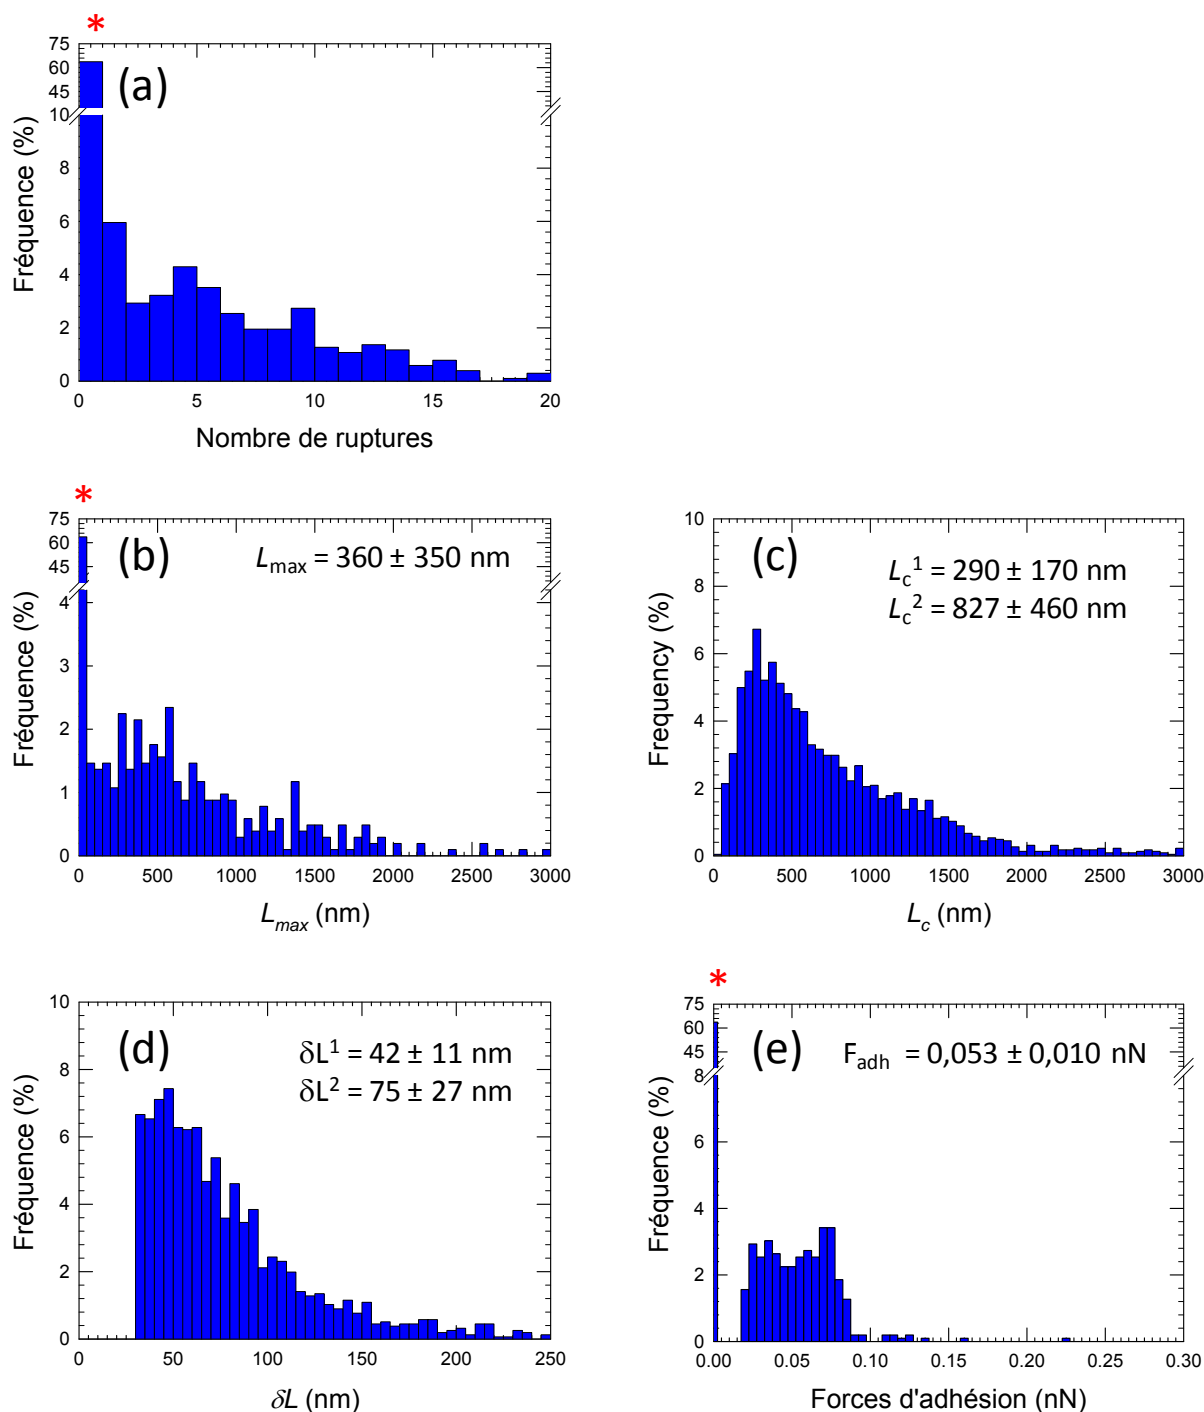 *
75
60
45
10
8
6
4
2
0
Fréquence (%)
(a)
0 5 10 15 20
Nombre de ruptures
*
75
60
45
4
3
2
1
0
Fréquence (%)
(b)
Lmax = 360 ± 350 nm
0 500 1000 1500 2000 2500 3000
Lmax (nm)
10
8
6
4
2
0
Frequency (%)
(c)
Lc1 = 290 ± 170 nm
Lc2 = 827 ± 460 nm
0 500 1000 1500 2000 2500 3000
Lc (nm)
10
8
6
4
2
0
Fréquence (%)
(d)
δL1 = 42 ± 11 nm
δL2 = 75 ± 27 nm
0 50 100 150 200 250
δL (nm)
*
75
60
45
8
6
4
2
0
Fréquence (%)
(e)
Fadh = 0,053 ± 0,010 nN
0.00 0.05 0.10 0.15 0.20 0.25 0.30
Forces d'adhésion (nN)